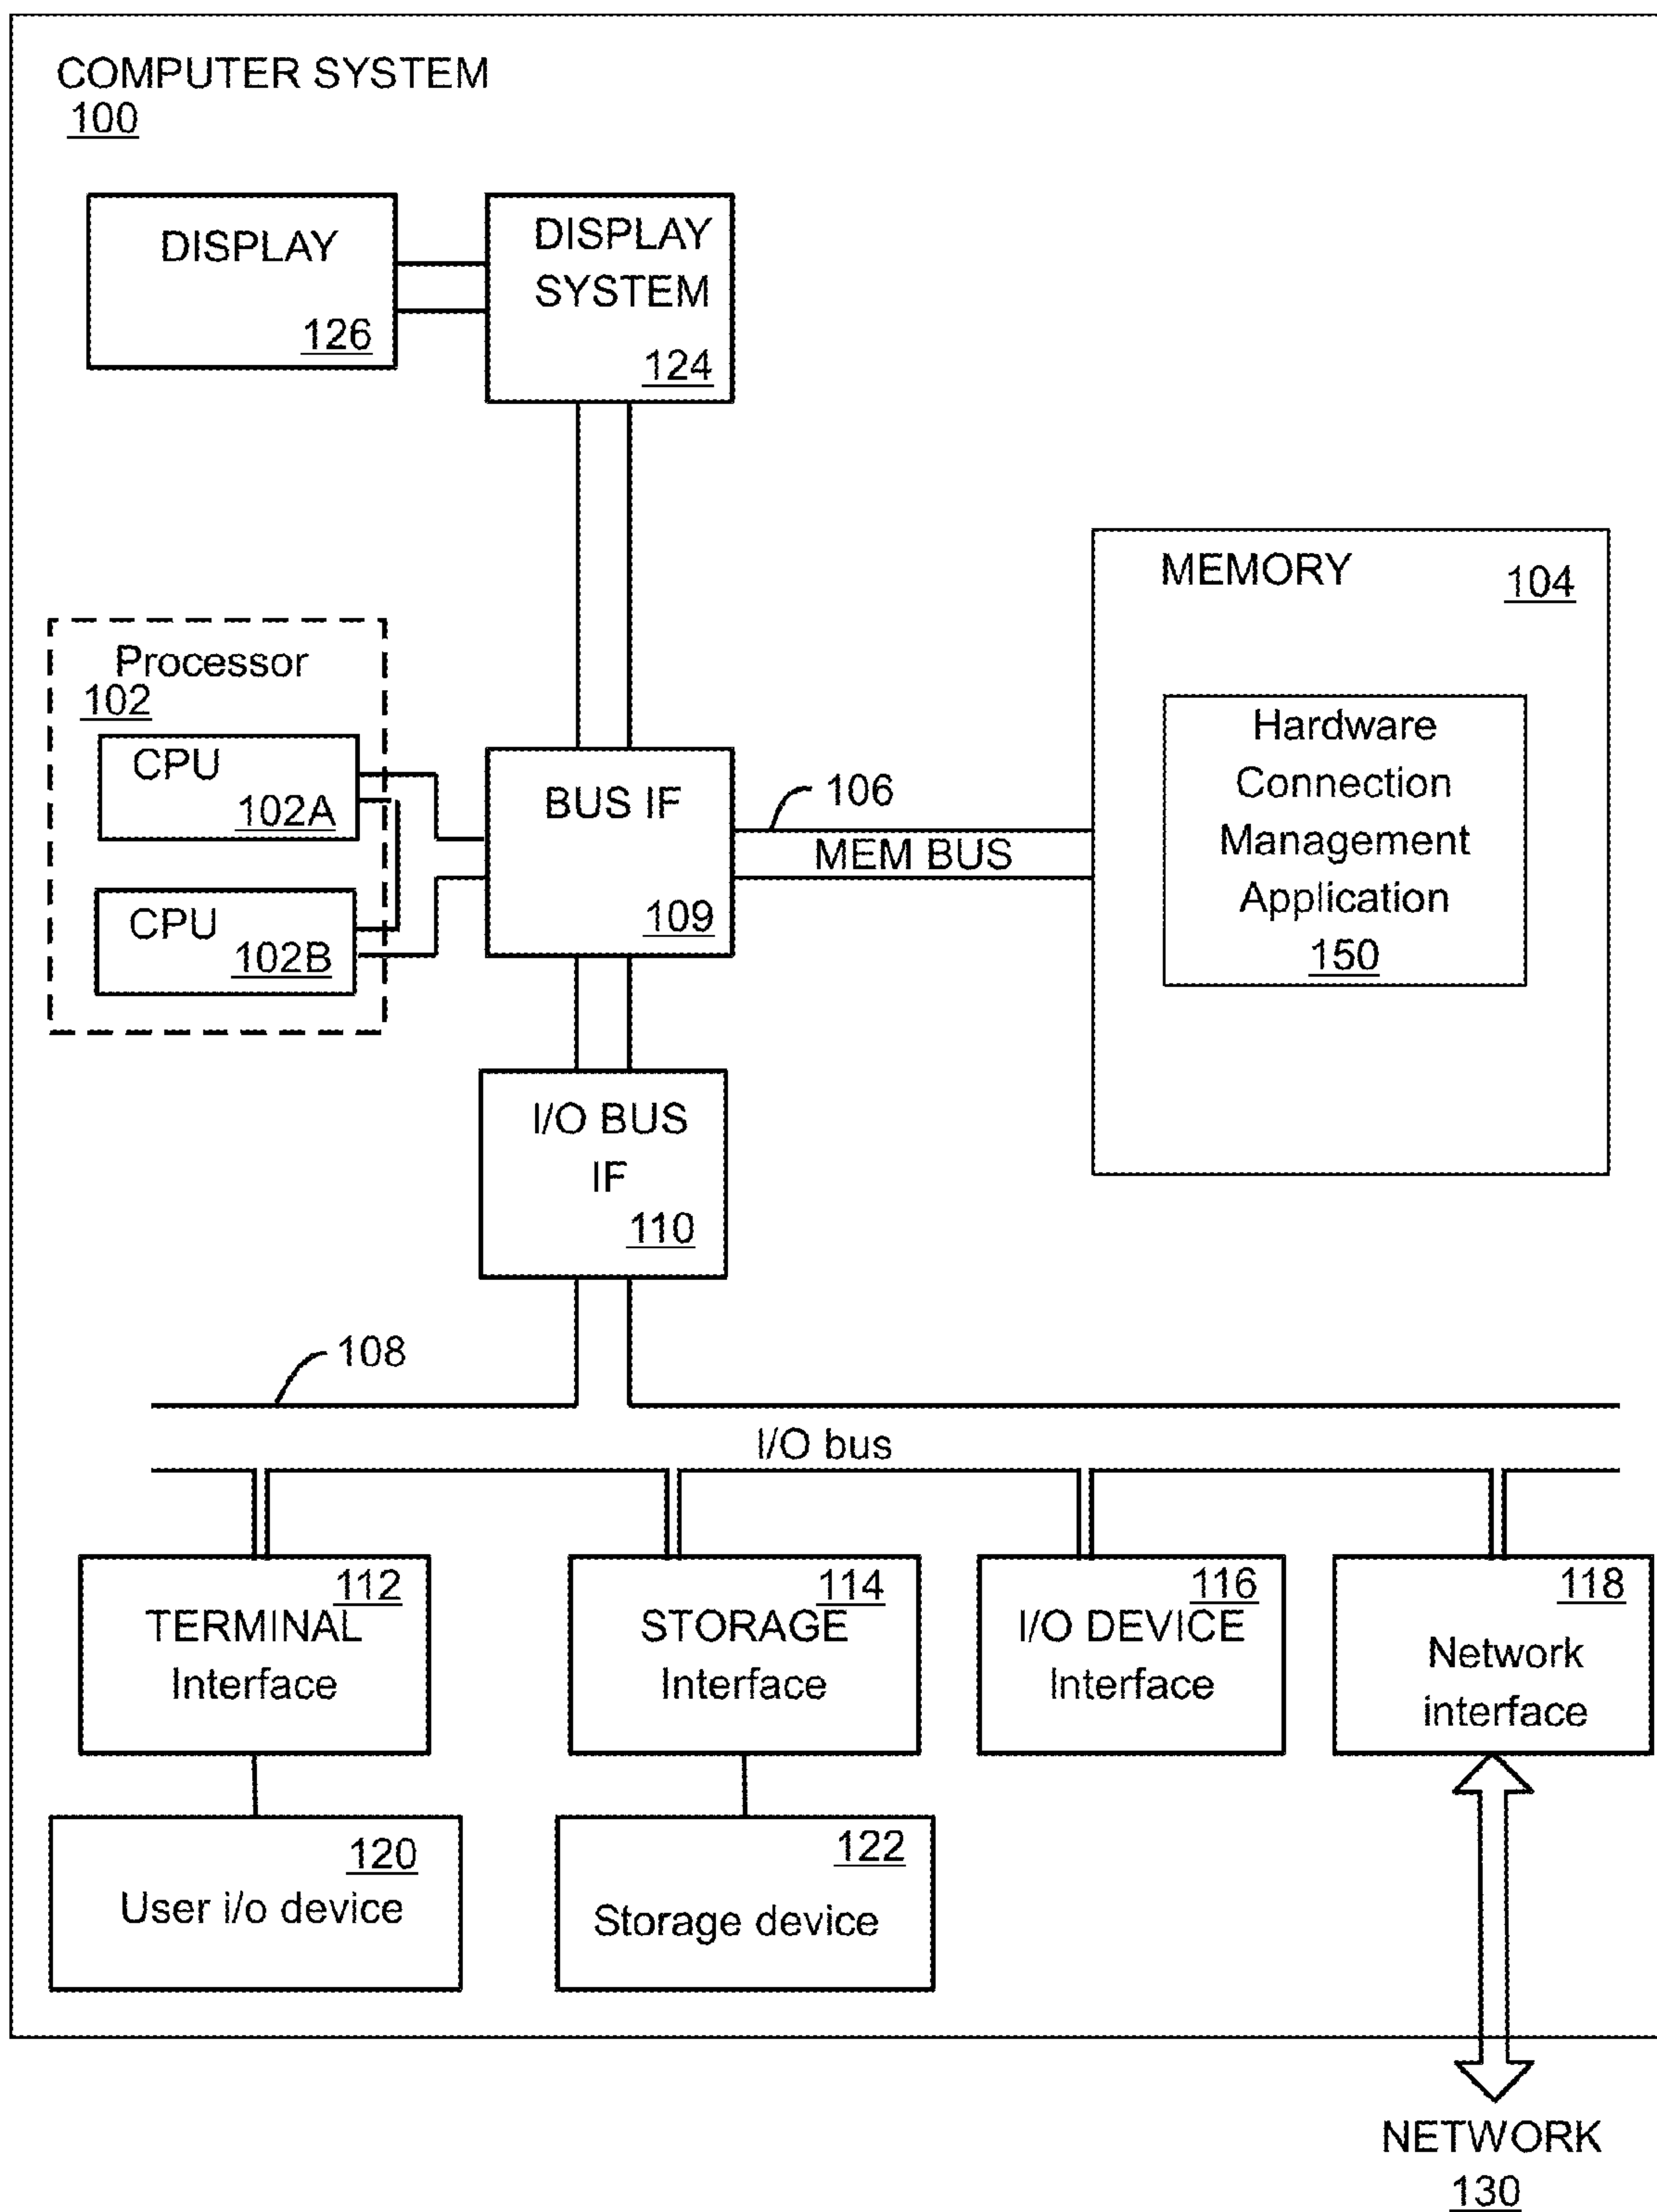 COMPUTER SYSTEM
100
DISPLAY
126
DISPLAY
SYSTEM
124
MEMORY
104
Hardware
Connection
Management
Application
150
Processor
102
CPU
102A
CPU
102B
BUS IF
109
106
MEM BUS
I/O BUS
IF
110
108
I/O bus
112
TERMINAL
Interface
114
STORAGE
Interface
116
I/O DEVICE
Interface
118
Network
interface
120
User i/o device
122
Storage device
NETWORK
130